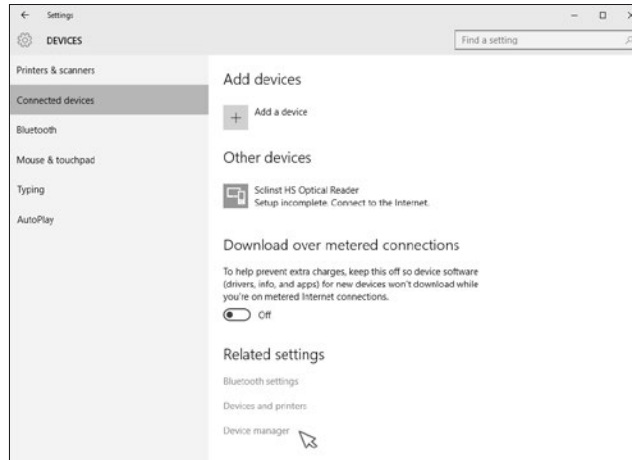 Settings
DEVICES
Find a setting
Printers & scanners
Connected devices
Bluetooth
Mouse & touchpad
Typing
AutoPlay
Add devices
Add a device
Other devices
Sclinst HS Optical Reader
Setup incomplete. Connect to the Internet.
Download over metered connections
To help prevent extra charges, keep this off so device software
(drivers, info, and apps) for new devices won't download while
you're on metered Internet connections.
Off
Related settings
Bluetooth settings
Devices and printers
Device manager